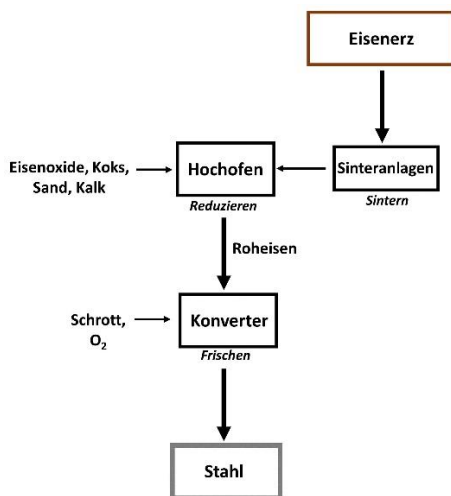 Eisenerz
Eisenoxide, Koks,
Sand, Kalk
Hochofen
Reduzieren
Sinteranlagen
Sintern
Roheisen
Schrott,
O₂
Konverter
Frischen
Stahl